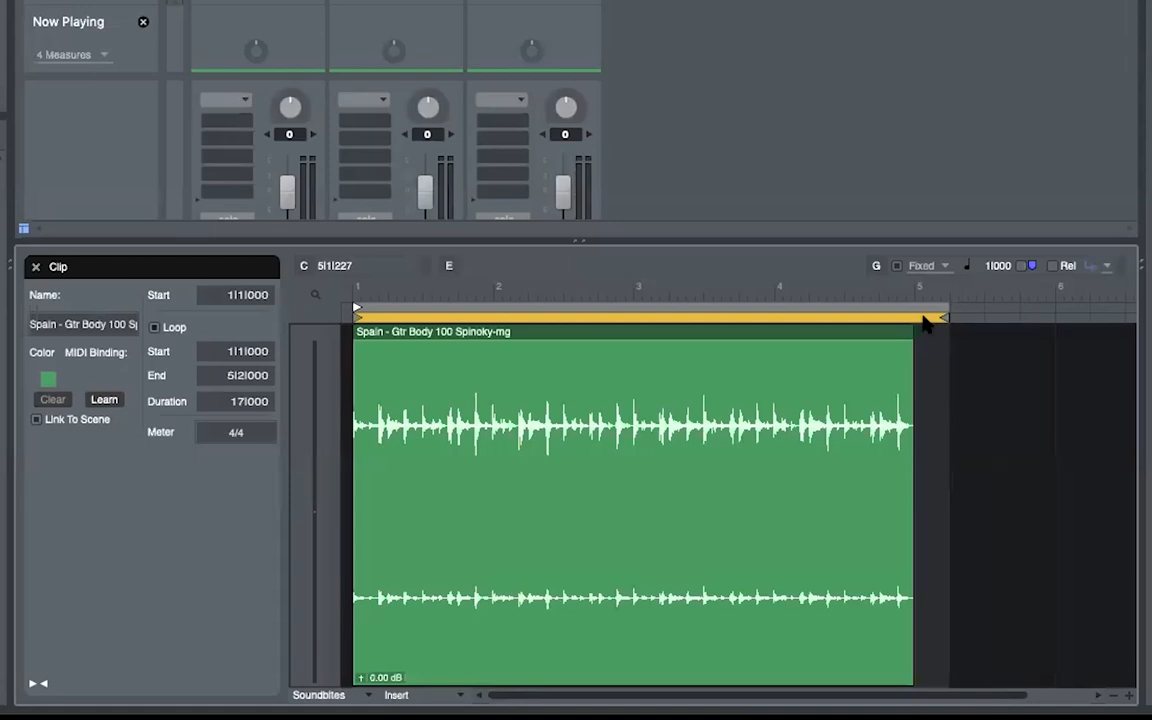 Now Playing
4 Measures
0 0 0
Clip
C 5|1|227 E G Fixed 1|000 Rel
Name: Start 1|1|000
1 2 3 4 5 6
Spain - Gtr Body 100 Sp
Loop
Spain - Gtr Body 100 Spinoky-mg
Color MIDI Binding: Start 1|1|000
End 5|2|000
Clear Learn Duration 17|000
Link To Scene
Meter 4/4
0.00 dB
Soundbites Insert